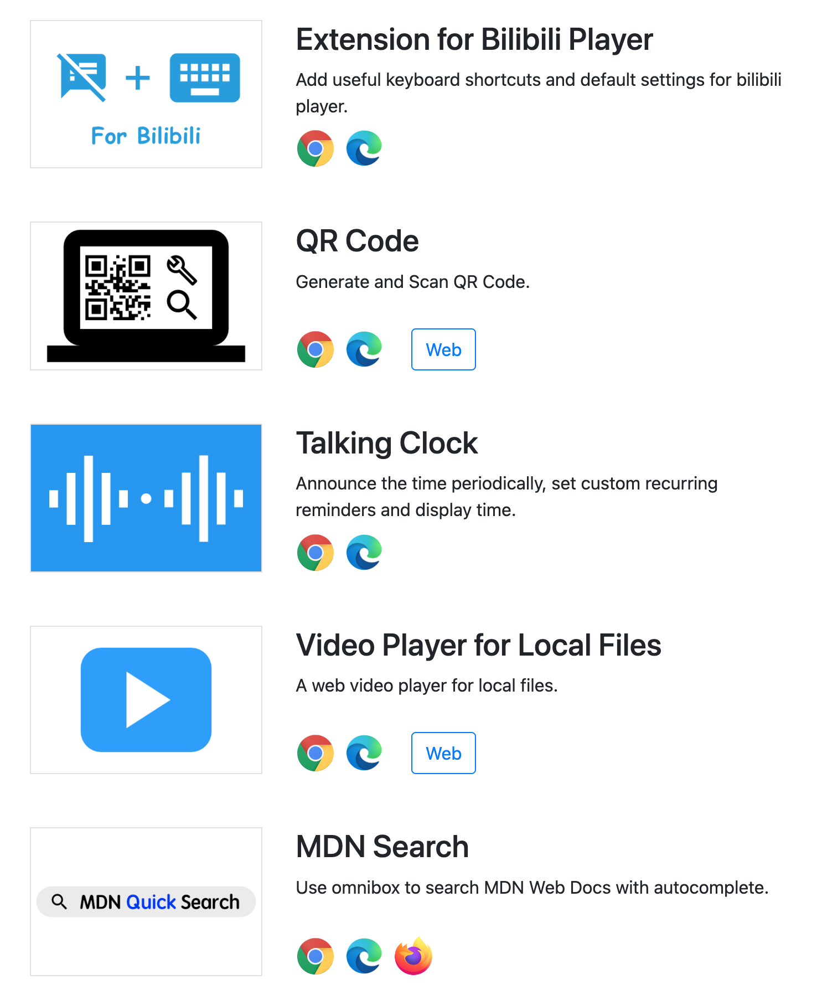 For Bilibili
Extension for Bilibili Player
Add useful keyboard shortcuts and default settings for bilibili
player.
QR Code
Generate and Scan QR Code.
Web
Talking Clock
Announce the time periodically, set custom recurring
reminders and display time.
Video Player for Local Files
A web video player for local files.
Web
MDN Quick Search
MDN Search
Use omnibox to search MDN Web Docs with autocomplete.